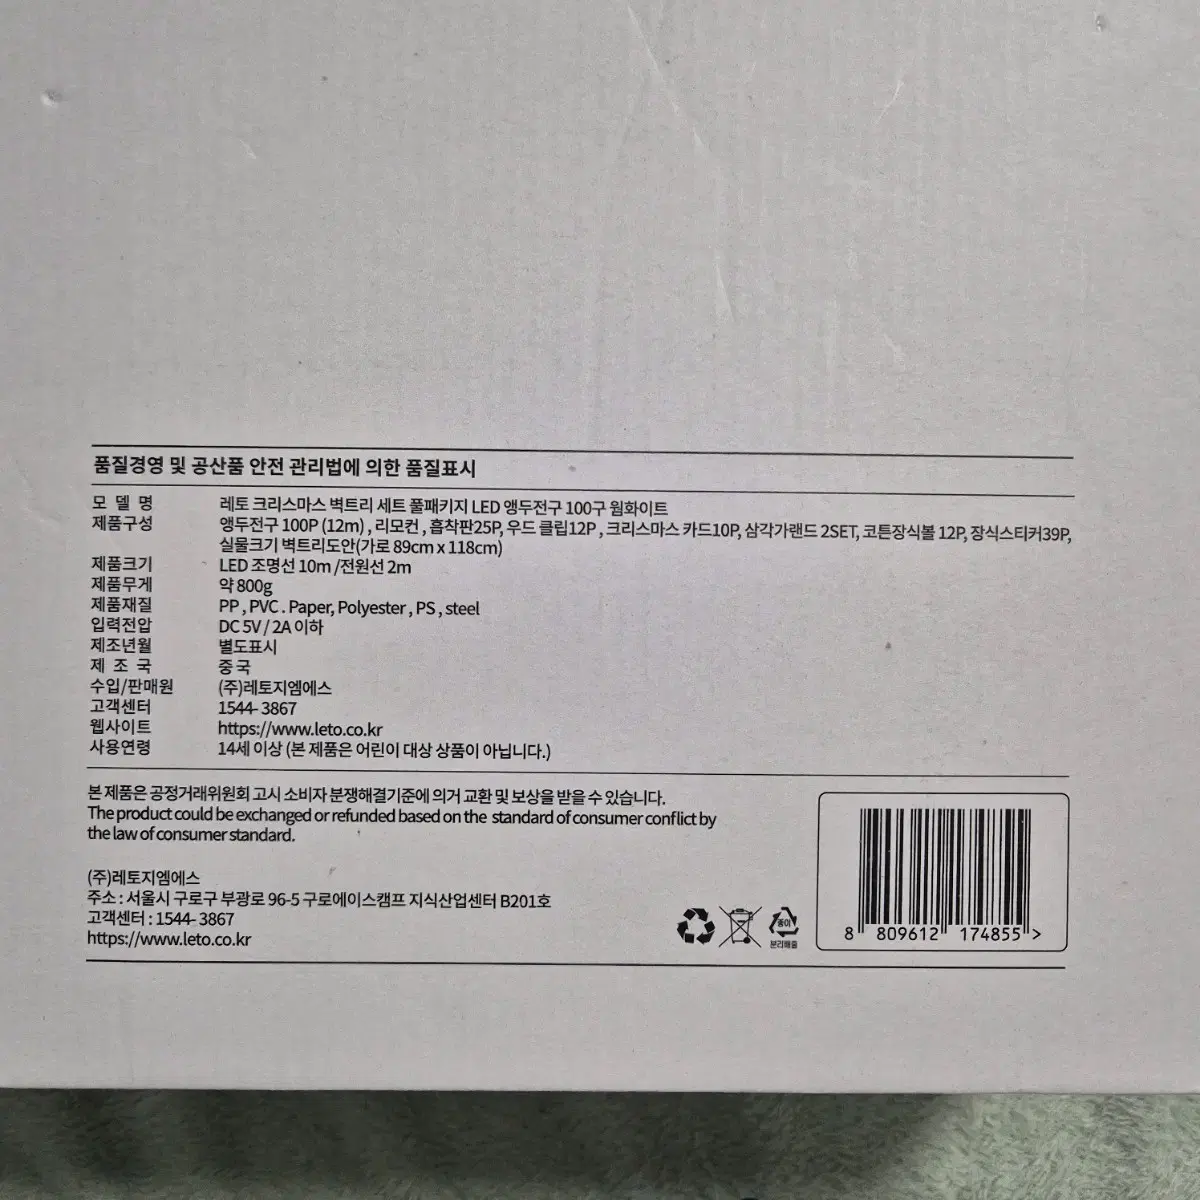 품질경영 및 공산품 안전 관리법에 의한 품질표시
모 델 명 레토 크리스마스 벽트리 세트 풀패키지 LED 앵두전구 100구 웜화이트
제품구성 앵두전구 100P (12m) , 리모컨 , 흡착판25P, 우드 클립12P , 크리스마스 카드10P, 삼각가랜드 2SET, 코튼장식볼 12P, 장식스티커39P,
실물크기 벽트리도안(가로 89cm x 118cm)
제품크기 LED 조명선 10m /전원선 2m
제품무게 약 800g
제품재질 PP , PVC . Paper, Polyester , PS , steel
입력전압 DC 5V / 2A 이하
제조년월 별도표시
제 조 국 중 국
수입/판매원 (주)레토지엠에스
고객센터 1544- 3867
웹사이트 https://www.leto.co.kr
사용연령 14세 이상 (본 제품은 어린이 대상 상품이 아닙니다.)
본 제품은 공정거래위원회 고시 소비자 분쟁해결기준에 의거 교환 및 보상을 받을 수 있습니다.
The product could be exchanged or refunded based on the standard of consumer conflict by
the law of consumer standard.
(주)레토지엠에스
주소 : 서울시 구로구 부광로 96-5 구로에이스캠프 지식산업센터 B201호
고객센터 : 1544- 3867
https://www.leto.co.kr
종이
분리배출
8 809612 174855 >